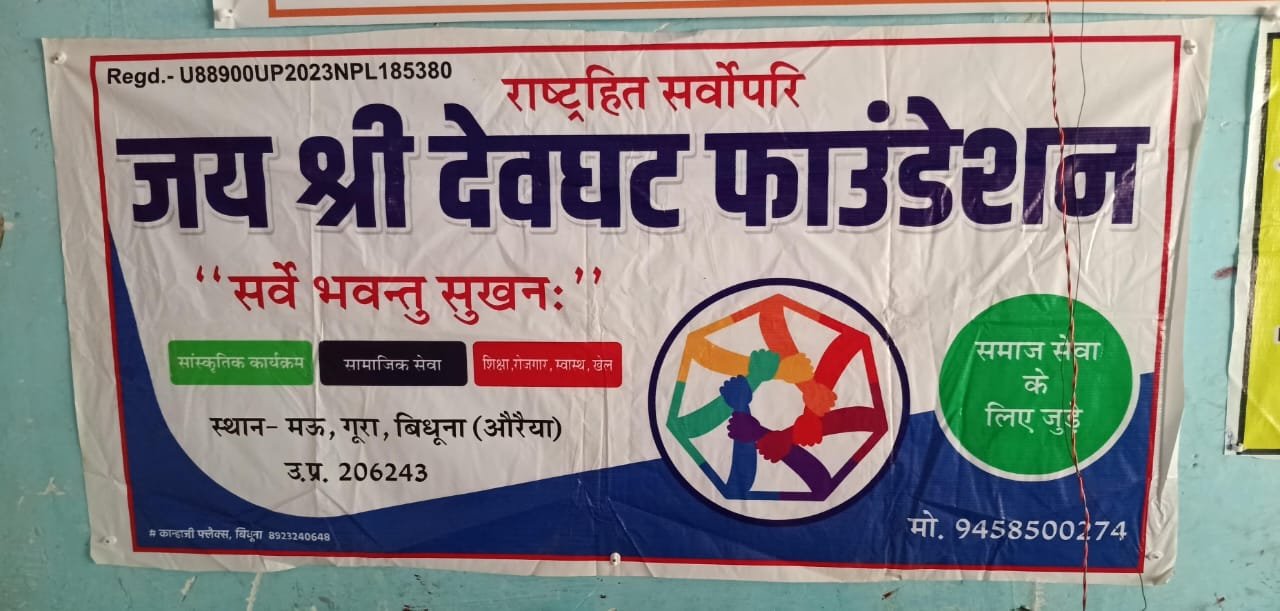 Regd.- U88900UP2023NPL185380
राष्ट्रहित सर्वोपरि
जय श्री देवघट फाउंडेशन
“सर्वे भवन्तु सुखनः”
सांस्कृतिक कार्यक्रम
सामाजिक सेवा
शिक्षा,रोजगार, स्वास्थ, खेल
स्थान- मऊ, गूरा, बिधूना (औरैया)
उ.प्र. 206243
समाज सेवा
के
लिए जुड़े
मो. 9458500274
# कान्हाजी फ्लैक्स, बिधूना 8923240648